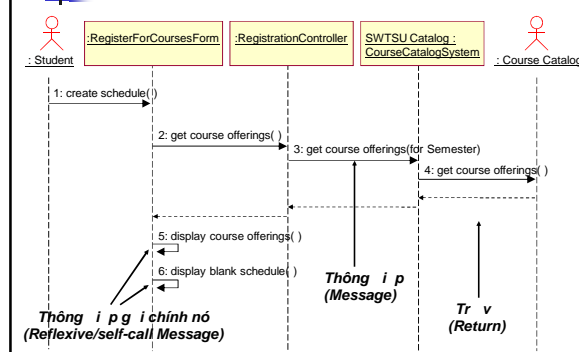 : Student
:RegisterForCoursesForm
:RegistrationController
SWTSU Catalog :
CourseCatalogSystem
: Course Catalog
1: create schedule( )
2: get course offerings( )
3: get course offerings(for Semester)
4: get course offerings( )
5: display course offerings( )
6: display blank schedule( )
Thông i p
(Message)
Tr v
(Return)
Thông i p g i chính nó
(Reflexive/self-call Message)